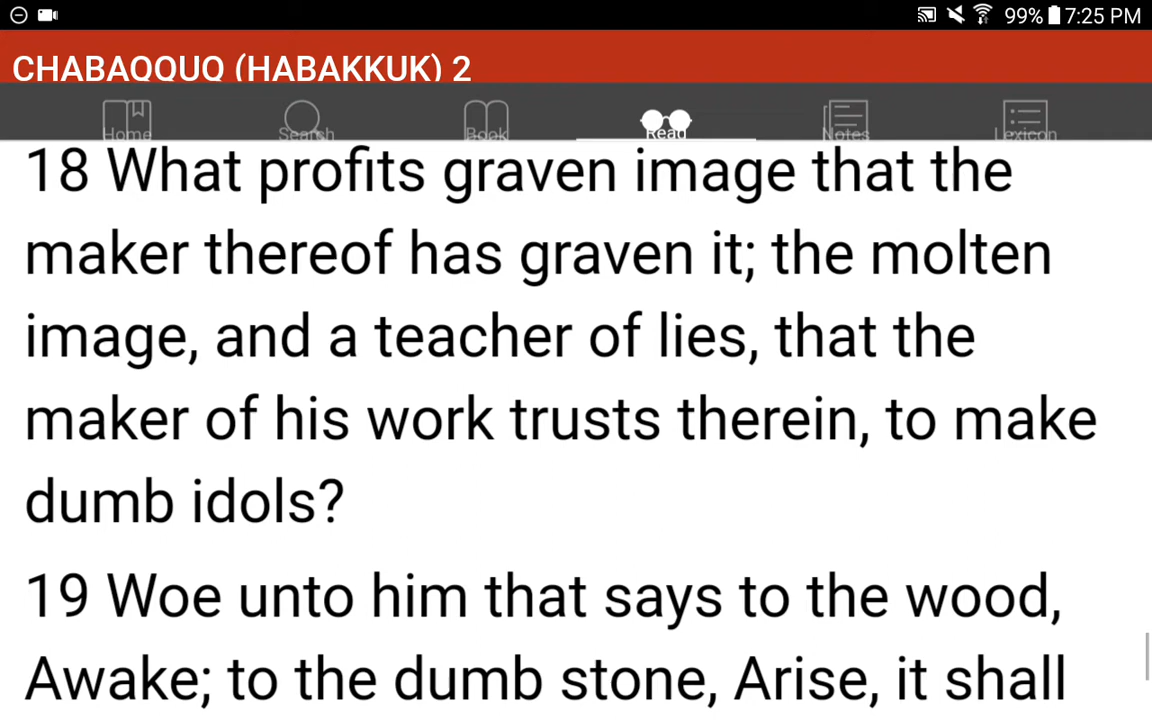 99% 7:25 PM
CHABAQQUQ (HABAKKUK) 2
Home Search Book Read Notes Lexicon
18 What profits graven image that the
maker thereof has graven it; the molten
image, and a teacher of lies, that the
maker of his work trusts therein, to make
dumb idols?
19 Woe unto him that says to the wood,
Awake; to the dumb stone, Arise, it shall